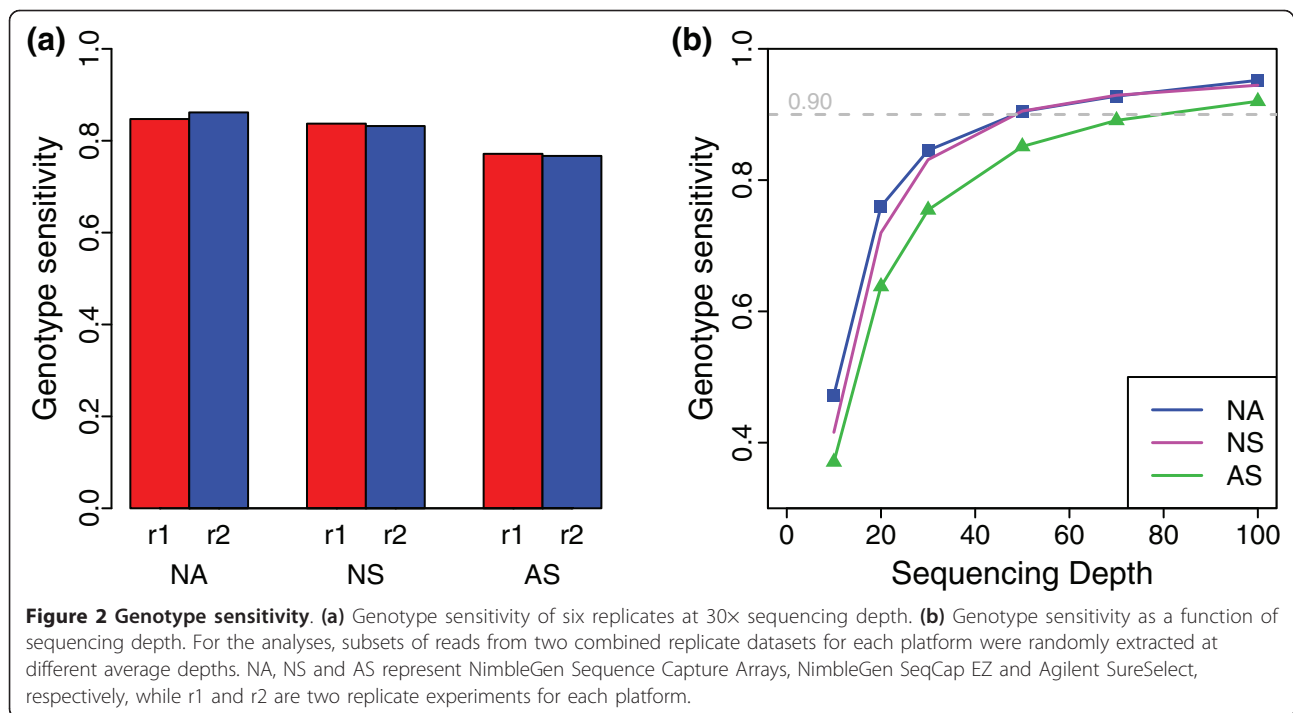 (a)
Genotype sensitivity
1.0
0.8
0.6
0.4
0.2
0.0
r1 r2 r1 r2 r1 r2
NA NS AS
(b)
Genotype sensitivity
1.0
0.8
0.6
0.4
0.90
NA
NS
AS
0 20 40 60 80 100
Sequencing Depth
Figure 2 Genotype sensitivity. (a) Genotype sensitivity of six replicates at 30× sequencing depth. (b) Genotype sensitivity as a function of
sequencing depth. For the analyses, subsets of reads from two combined replicate datasets for each platform were randomly extracted at
different average depths. NA, NS and AS represent NimbleGen Sequence Capture Arrays, NimbleGen SeqCap EZ and Agilent SureSelect,
respectively, while r1 and r2 are two replicate experiments for each platform.